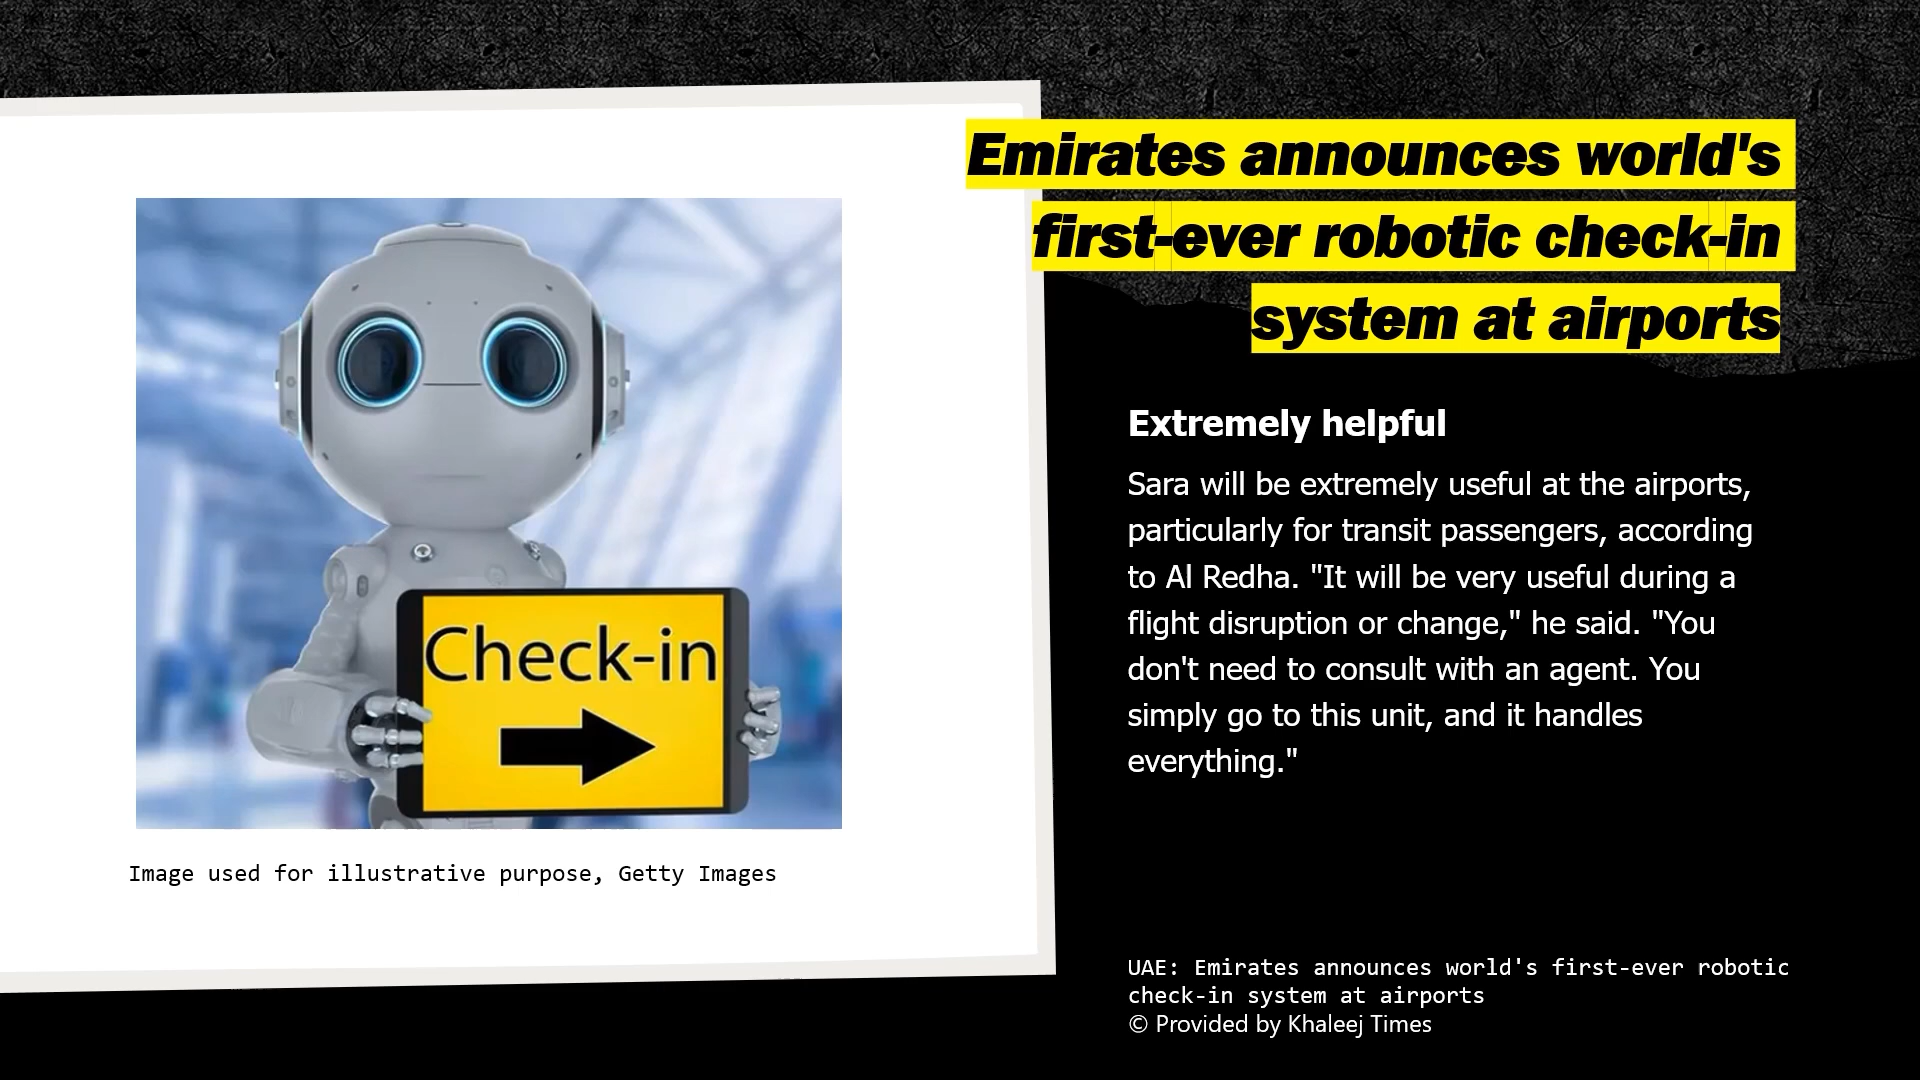 Emirates announces world's
first-ever robotic check-in
system at airports
Check-in
Image used for illustrative purpose, Getty Images
Extremely helpful
Sara will be extremely useful at the airports,
particularly for transit passengers, according
to Al Redha. "It will be very useful during a
flight disruption or change," he said. "You
don't need to consult with an agent. You
simply go to this unit, and it handles
everything."
UAE: Emirates announces world's first-ever robotic
check-in system at airports
© Provided by Khaleej Times